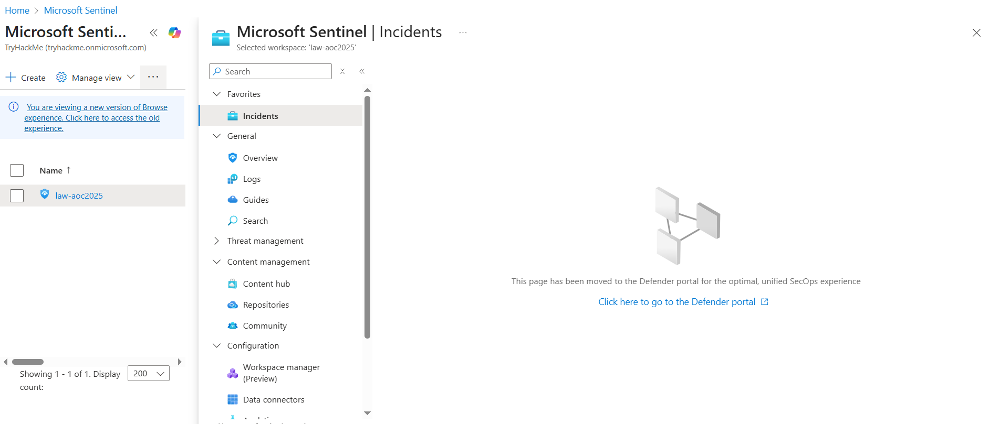 Home > Microsoft Sentinel
Microsoft Senti...
TryHackMe (tryhackme.onmicrosoft.com)
Create
Manage view
...
You are viewing a new version of Browse
experience. Click here to access the old
experience.
Name ↑
law-aoc2025
Showing 1 - 1 of 1. Display
count:
200
Microsoft Sentinel | Incidents
...
Selected workspace: 'law-aoc2025'
Search
Favorites
Incidents
General
Overview
Logs
Guides
Search
Threat management
Content management
Content hub
Repositories
Community
Configuration
Workspace manager
(Preview)
Data connectors
This page has been moved to the Defender portal for the optimal, unified SecOps experience
Click here to go to the Defender portal